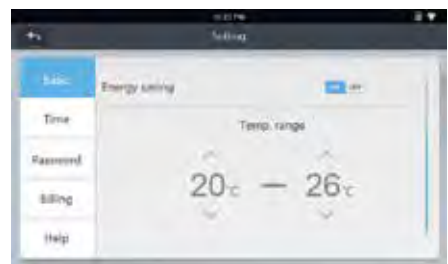 Setting
Basic
Energy saving
Time
Temp. range
Password
20°C — 26°C
Billing
Help